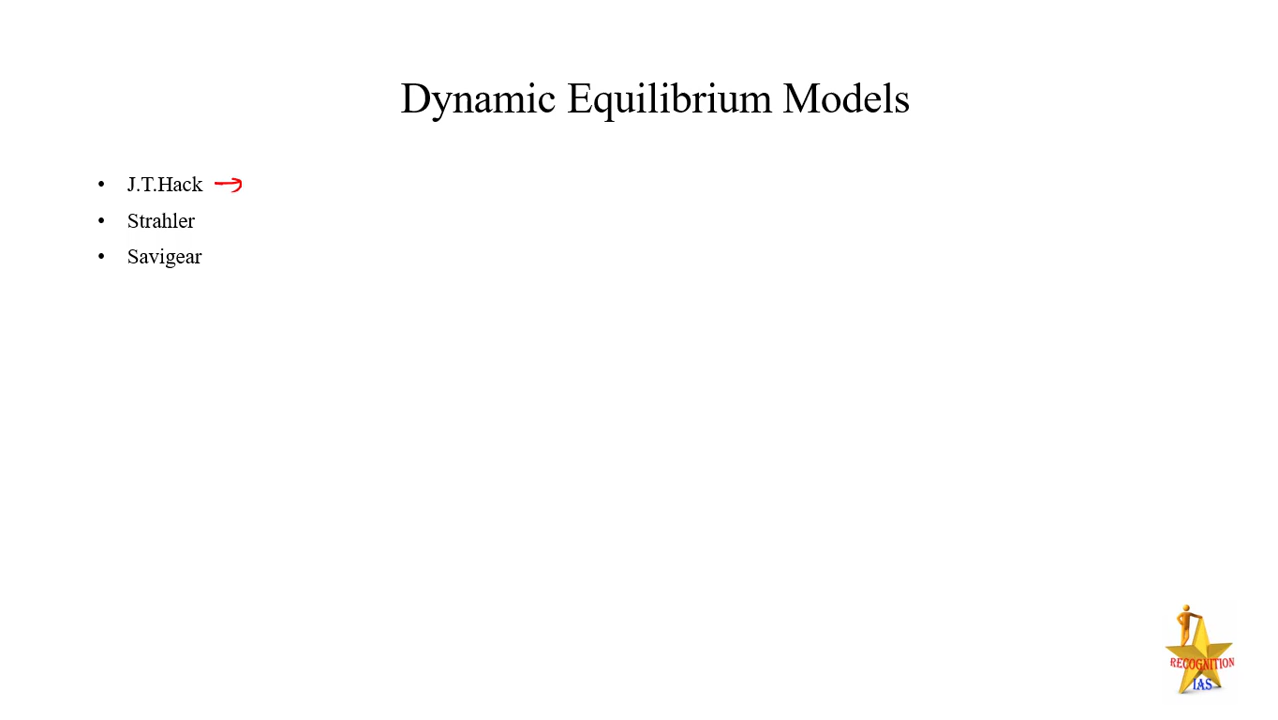 Dynamic Equilibrium Models
• J.T.Hack
• Strahler
• Savigear
RECOGNITION
IAS